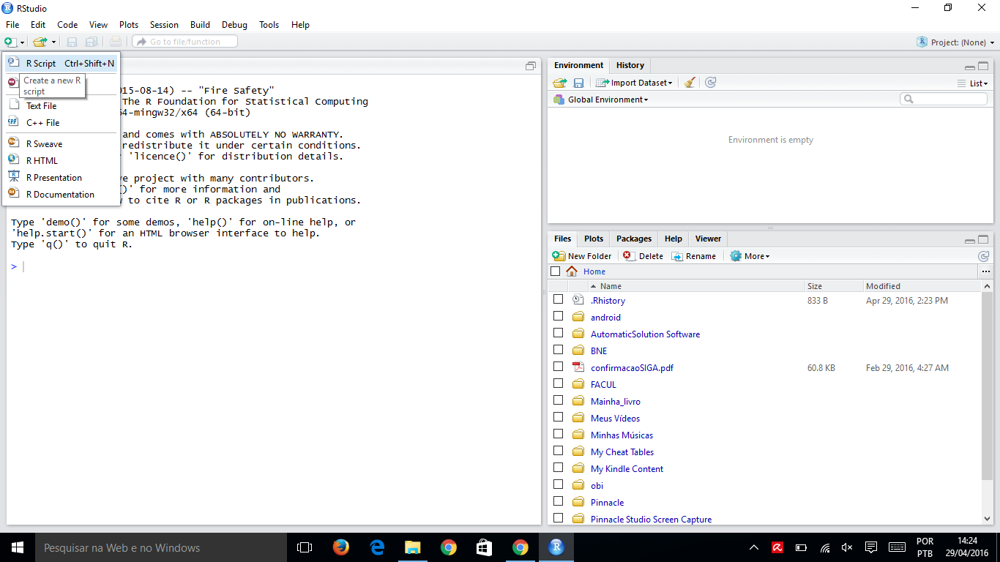 RStudio
File Edit Code View Plots Session Build Debug Tools Help
Go to file/function
Project: (None)
R Script Ctrl+Shift+N
Create a new R
script
Text File
C++ File
R Sweave
R HTML
R Presentation
R Documentation
015-08-14) -- "Fire Safety"
The R Foundation for Statistical Computing
64-mingw32/x64 (64-bit)
and comes with ABSOLUTELY NO WARRANTY.
redistribute it under certain conditions.
'licence()' for distribution details.
ve project with many contributors.
()' for more information and
w to cite R or R packages in publications.
Type 'demo()' for some demos, 'help()' for on-line help, or
'help.start()' for an HTML browser interface to help.
Type 'q()' to quit R.
>
Environment History
Import Dataset List
Global Environment
Environment is empty
Files Plots Packages Help Viewer
New Folder Delete Rename More
Home ...
Name Size Modified
.Rhistory 833 B Apr 29, 2016, 2:23 PM
android
AutomaticSolution Software
BNE
confirmacaoSIGA.pdf 60.8 KB Feb 29, 2016, 4:27 AM
FACUL
Mainha_livro
Meus Vídeos
Minhas Músicas
My Cheat Tables
My Kindle Content
obi
Pinnacle
Pinnacle Studio Screen Capture
Pesquisar na Web e no Windows
POR
PTB
14:24
29/04/2016